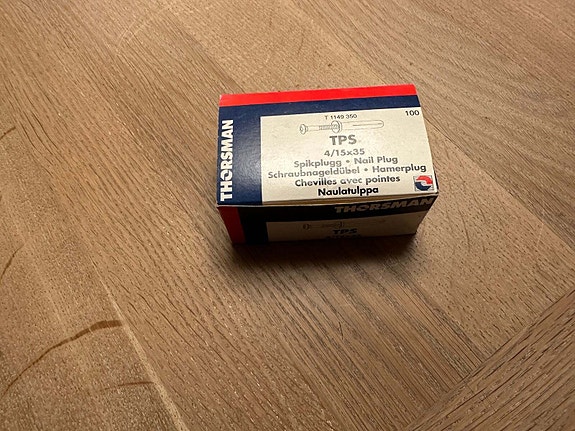 THORSMAN
T 1149 350
100
TPS
4/15x35
Spikplugg • Nail Plug
Schraubnageldübel • Hamerplug
Chevilles avec pointes
Naulatulppa
THORSMAN
TPS